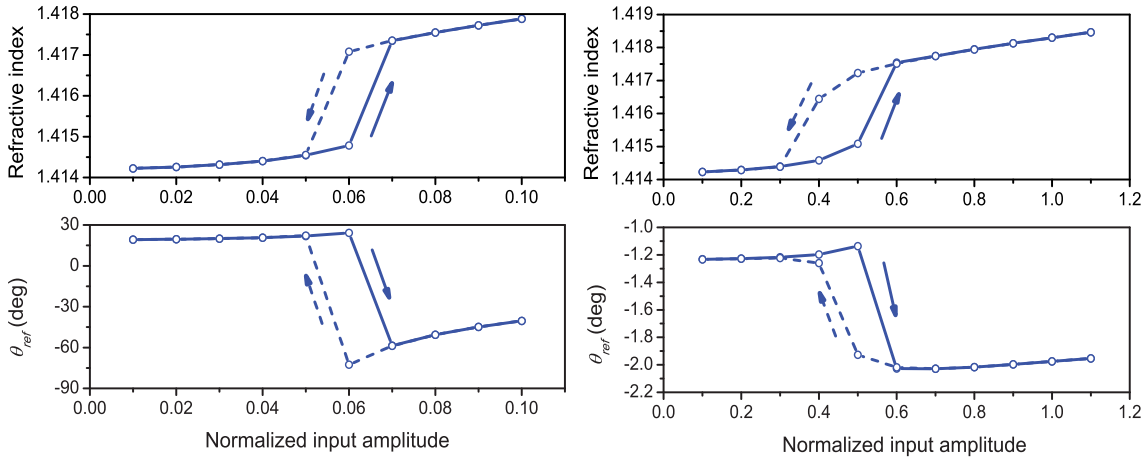 Refractive index
1.418
1.417
1.416
1.415
1.414
0.00 0.02 0.04 0.06 0.08 0.10
θref (deg)
30
0
-30
-60
-90
0.00 0.02 0.04 0.06 0.08 0.10
Normalized input amplitude
Refractive index
1.419
1.418
1.417
1.416
1.415
1.414
0.0 0.2 0.4 0.6 0.8 1.0 1.2
θref (deg)
-1.0
-1.2
-1.4
-1.6
-1.8
-2.0
-2.2
0.0 0.2 0.4 0.6 0.8 1.0 1.2
Normalized input amplitude